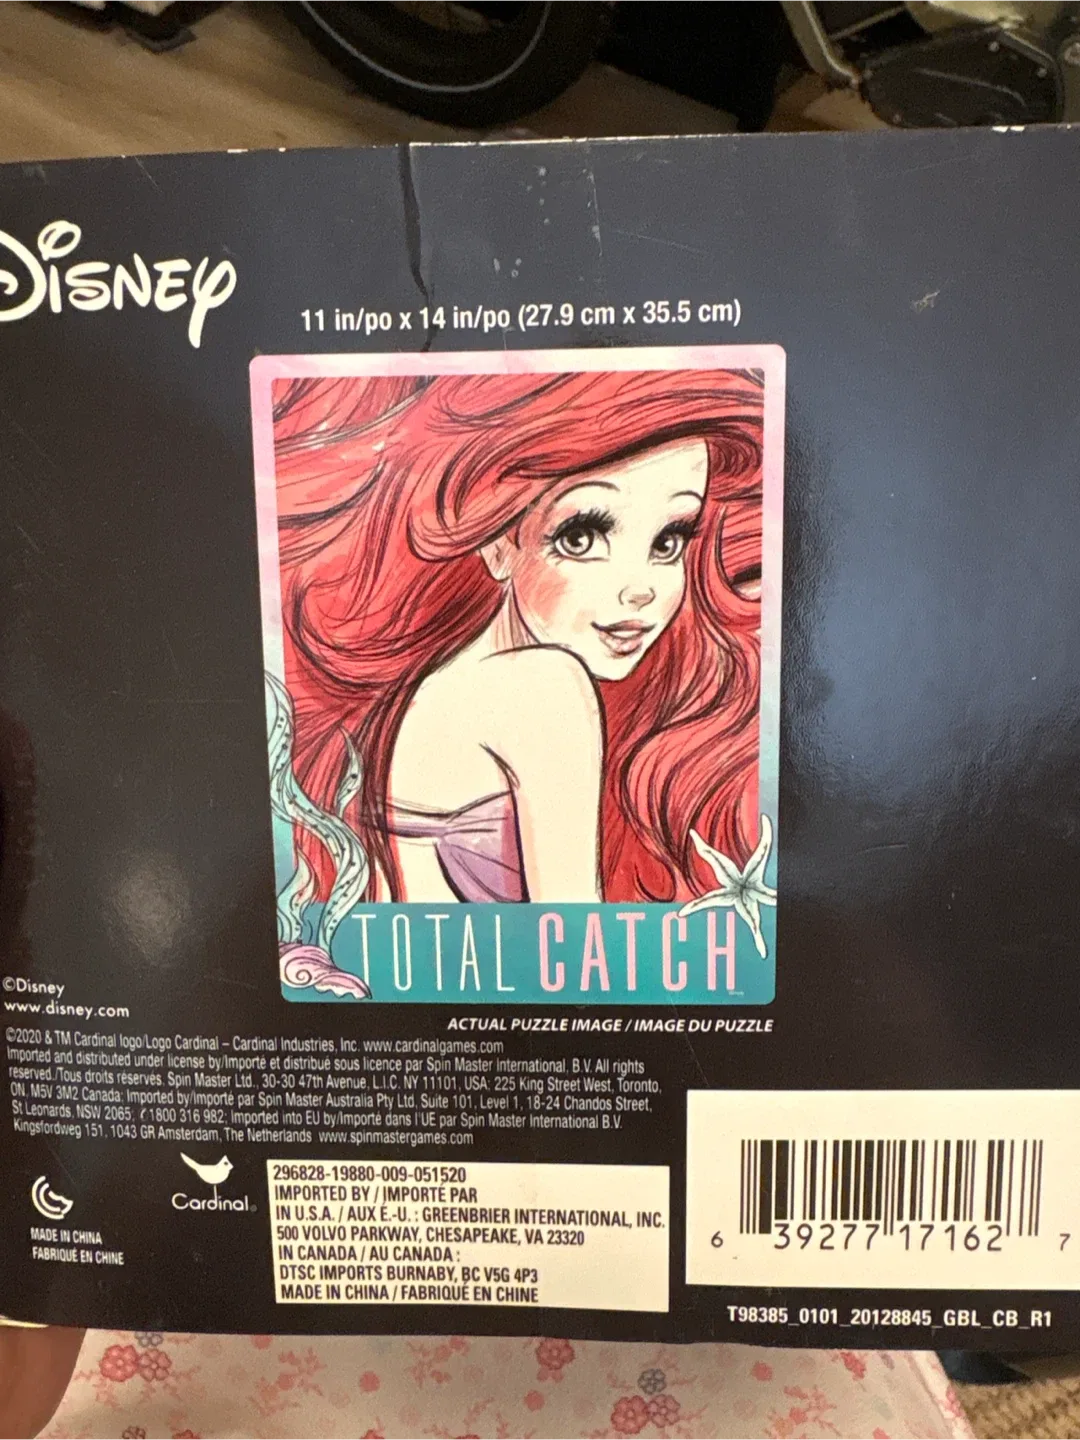 Disney
11 in/po x 14 in/po (27.9 cm x 35.5 cm)
TOTAL CATCH
ACTUAL PUZZLE IMAGE / IMAGE DU PUZZLE
©Disney
www.disney.com
©2020 & TM Cardinal logo/Logo Cardinal – Cardinal Industries, Inc. www.cardinalgames.com
Imported and distributed under license by/Importé et distribué sous licence par Spin Master International, B.V. All rights
reserved./Tous droits réservés. Spin Master Ltd., 30-30 47th Avenue, L.I.C. NY 11101, USA; 225 King Street West, Toronto,
ON, M5V 3M2 Canada; Imported by/Importé par Spin Master Australia Pty Ltd, Suite 101, Level 1, 18-24 Chandos Street,
St Leonards, NSW 2065; 1800 316 982; Imported into EU by/Importé dans l'UE par Spin Master International B.V.
Kingsfordweg 151, 1043 GR Amsterdam, The Netherlands www.spinmastergames.com
MADE IN CHINA
FABRIQUÉ EN CHINE
Cardinal®
296828-19880-009-051520
IMPORTED BY / IMPORTÉ PAR
IN U.S.A. / AUX É.-U. : GREENBRIER INTERNATIONAL, INC.
500 VOLVO PARKWAY, CHESAPEAKE, VA 23320
IN CANADA / AU CANADA :
DTSC IMPORTS BURNABY, BC V5G 4P3
MADE IN CHINA / FABRIQUÉ EN CHINE
6 39277 17162 7
T98385_0101_20128845_GBL_CB_R1